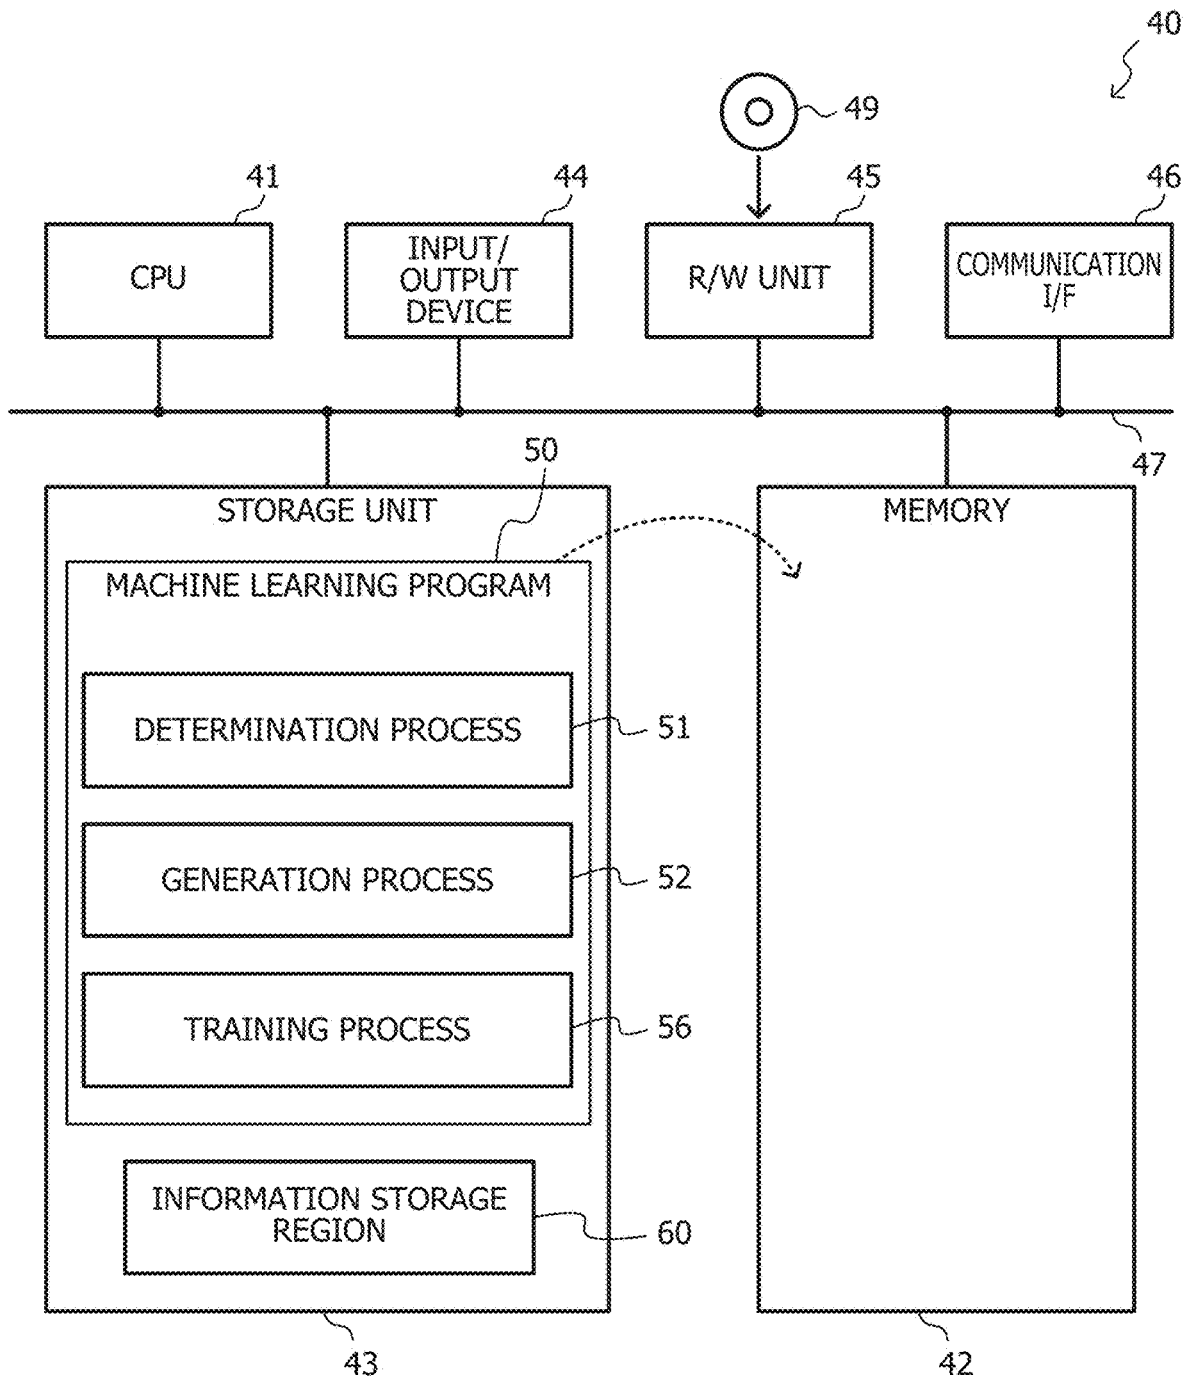 40
49
41
44
45
46
CPU
INPUT/
OUTPUT
DEVICE
R/W UNIT
COMMUNICATION
I/F
47
50
STORAGE UNIT
MEMORY
MACHINE LEARNING PROGRAM
DETERMINATION PROCESS
51
GENERATION PROCESS
52
TRAINING PROCESS
56
INFORMATION STORAGE
REGION
60
43
42